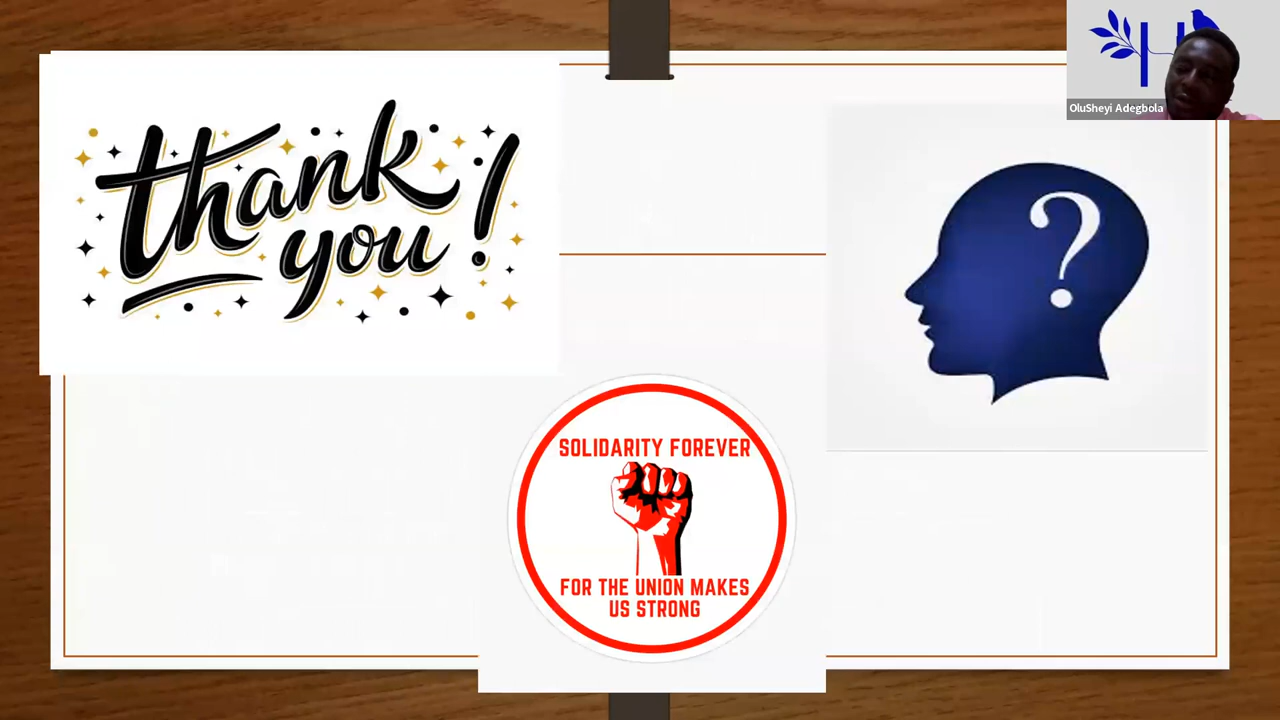 thank
you!
?
OluSheyi Adegbola
SOLIDARITY FOREVER
FOR THE UNION MAKES
US STRONG